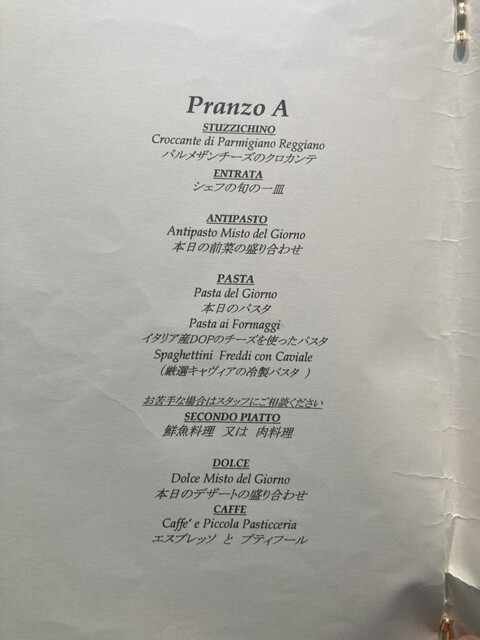 Pranzo A
STUZZICHINO
Croccante di Parmigiano Reggiano
パルメザンチーズのクロカンテ
ENTRATA
シェフの旬の一皿
ANTIPASTO
Antipasto Misto del Giorno
本日の前菜の盛り合わせ
PASTA
Pasta del Giorno
本日のパスタ
Pasta ai Formaggi
イタリア産DOPのチーズを使ったパスタ
Spaghettini Freddi con Caviale
(厳選キャヴィアの冷製パスタ )
お苦手な場合はスタッフにご相談ください
SECONDO PIATTO
鮮魚料理 又は 肉料理
DOLCE
Dolce Misto del Giorno
本日のデザートの盛り合わせ
CAFFE
Caffe' e Piccola Pasticceria
エスプレッソ と プティフール